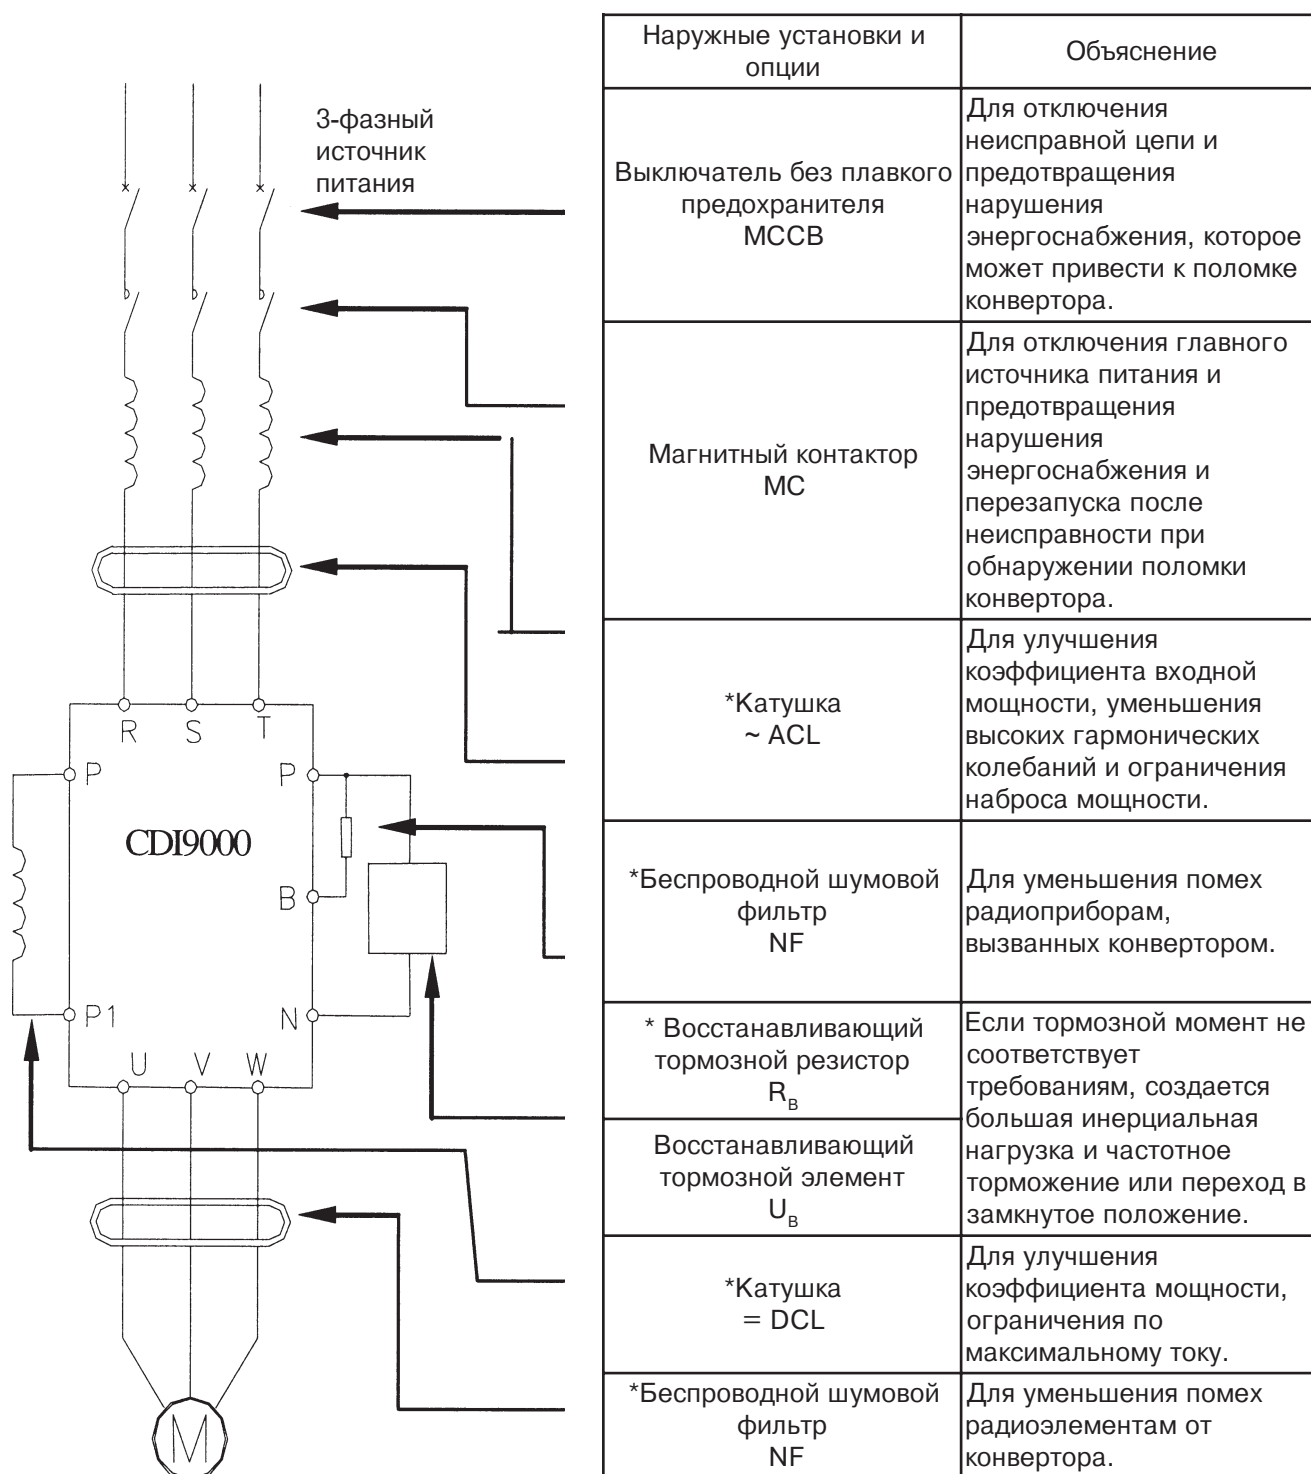 3-фазный
источник
питания
R S T
P P
CDI9000
B
P1 N
U V W
M
Наружные установки и
опции
Объяснение
Выключатель без плавкого
предохранителя
MCCB
Для отключения
неисправной цепи и
предотвращения
нарушения
энергоснабжения, которое
может привести к поломке
конвертора.
Магнитный контактор
МС
Для отключения главного
источника питания и
предотвращения
нарушения
энергоснабжения и
перезапуска после
неисправности при
обнаружении поломки
конвертора.
*Катушка
~ ACL
Для улучшения
коэффициента входной
мощности, уменьшения
высоких гармонических
колебаний и ограничения
наброса мощности.
*Беспроводной шумовой
фильтр
NF
Для уменьшения помех
радиоприборам,
вызванных конвертором.
* Восстанавливающий
тормозной резистор
R_B
Восстанавливающий
тормозной элемент
U_B
Если тормозной момент не
соответствует
требованиям, создается
большая инерциальная
нагрузка и частотное
торможение или переход в
замкнутое положение.
*Катушка
= DCL
Для улучшения
коэффициента мощности,
ограничения по
максимальному току.
*Беспроводной шумовой
фильтр
NF
Для уменьшения помех
радиоэлементам от
конвертора.